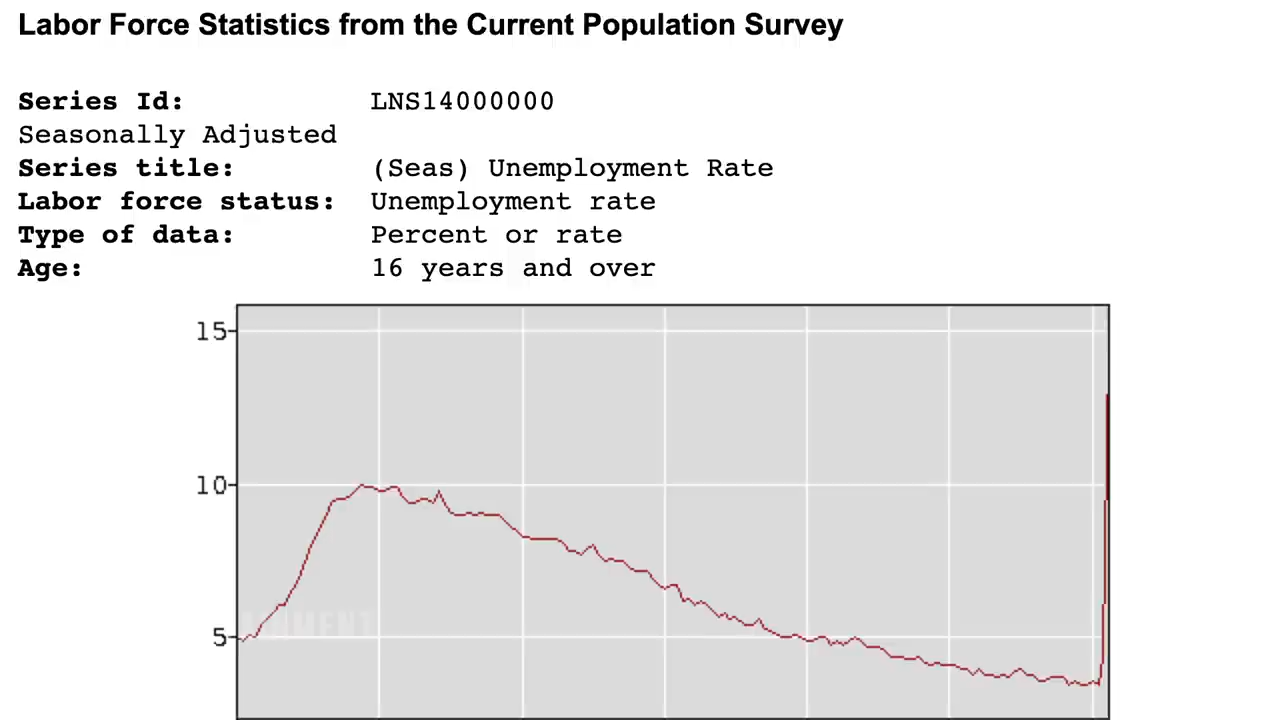 Labor Force Statistics from the Current Population Survey
Series Id: LNS14000000
Seasonally Adjusted
Series title: (Seas) Unemployment Rate
Labor force status: Unemployment rate
Type of data: Percent or rate
Age: 16 years and over
15
10
5